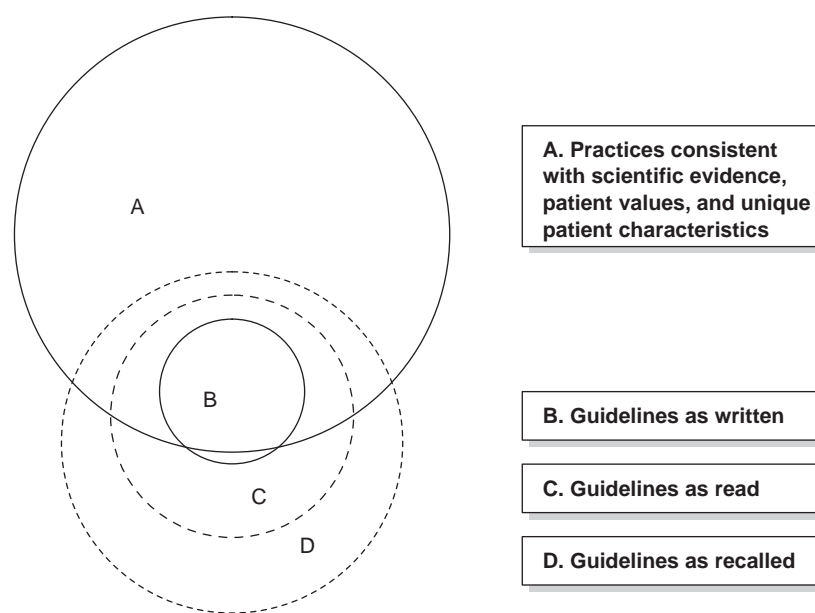 A
B
C
D
A. Practices consistent
with scientific evidence,
patient values, and unique
patient characteristics
B. Guidelines as written
C. Guidelines as read
D. Guidelines as recalled